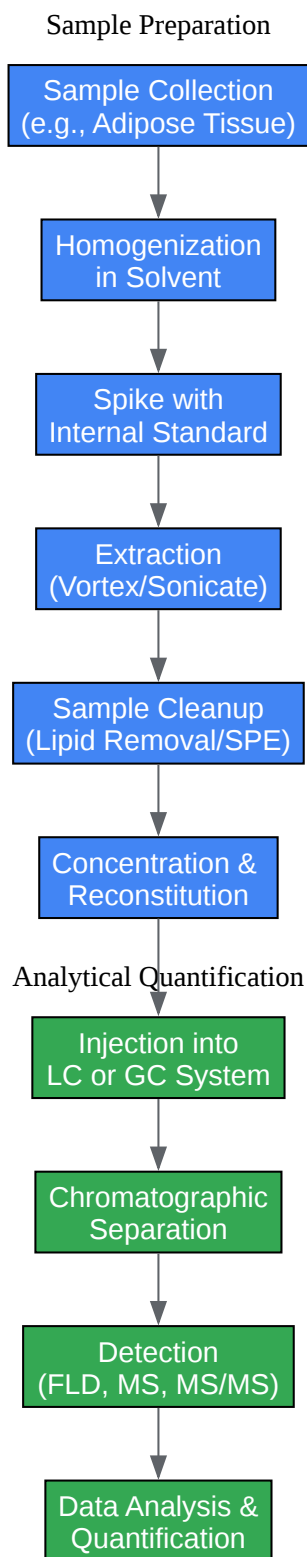 Sample Preparation
Sample Collection
(e.g., Adipose Tissue)
Homogenization
in Solvent
Spike with
Internal Standard
Extraction
(Vortex/Sonicate)
Sample Cleanup
(Lipid Removal/SPE)
Concentration &
Reconstitution
Analytical Quantification
Injection into
LC or GC System
Chromatographic
Separation
Detection
(FLD, MS, MS/MS)
Data Analysis &
Quantification